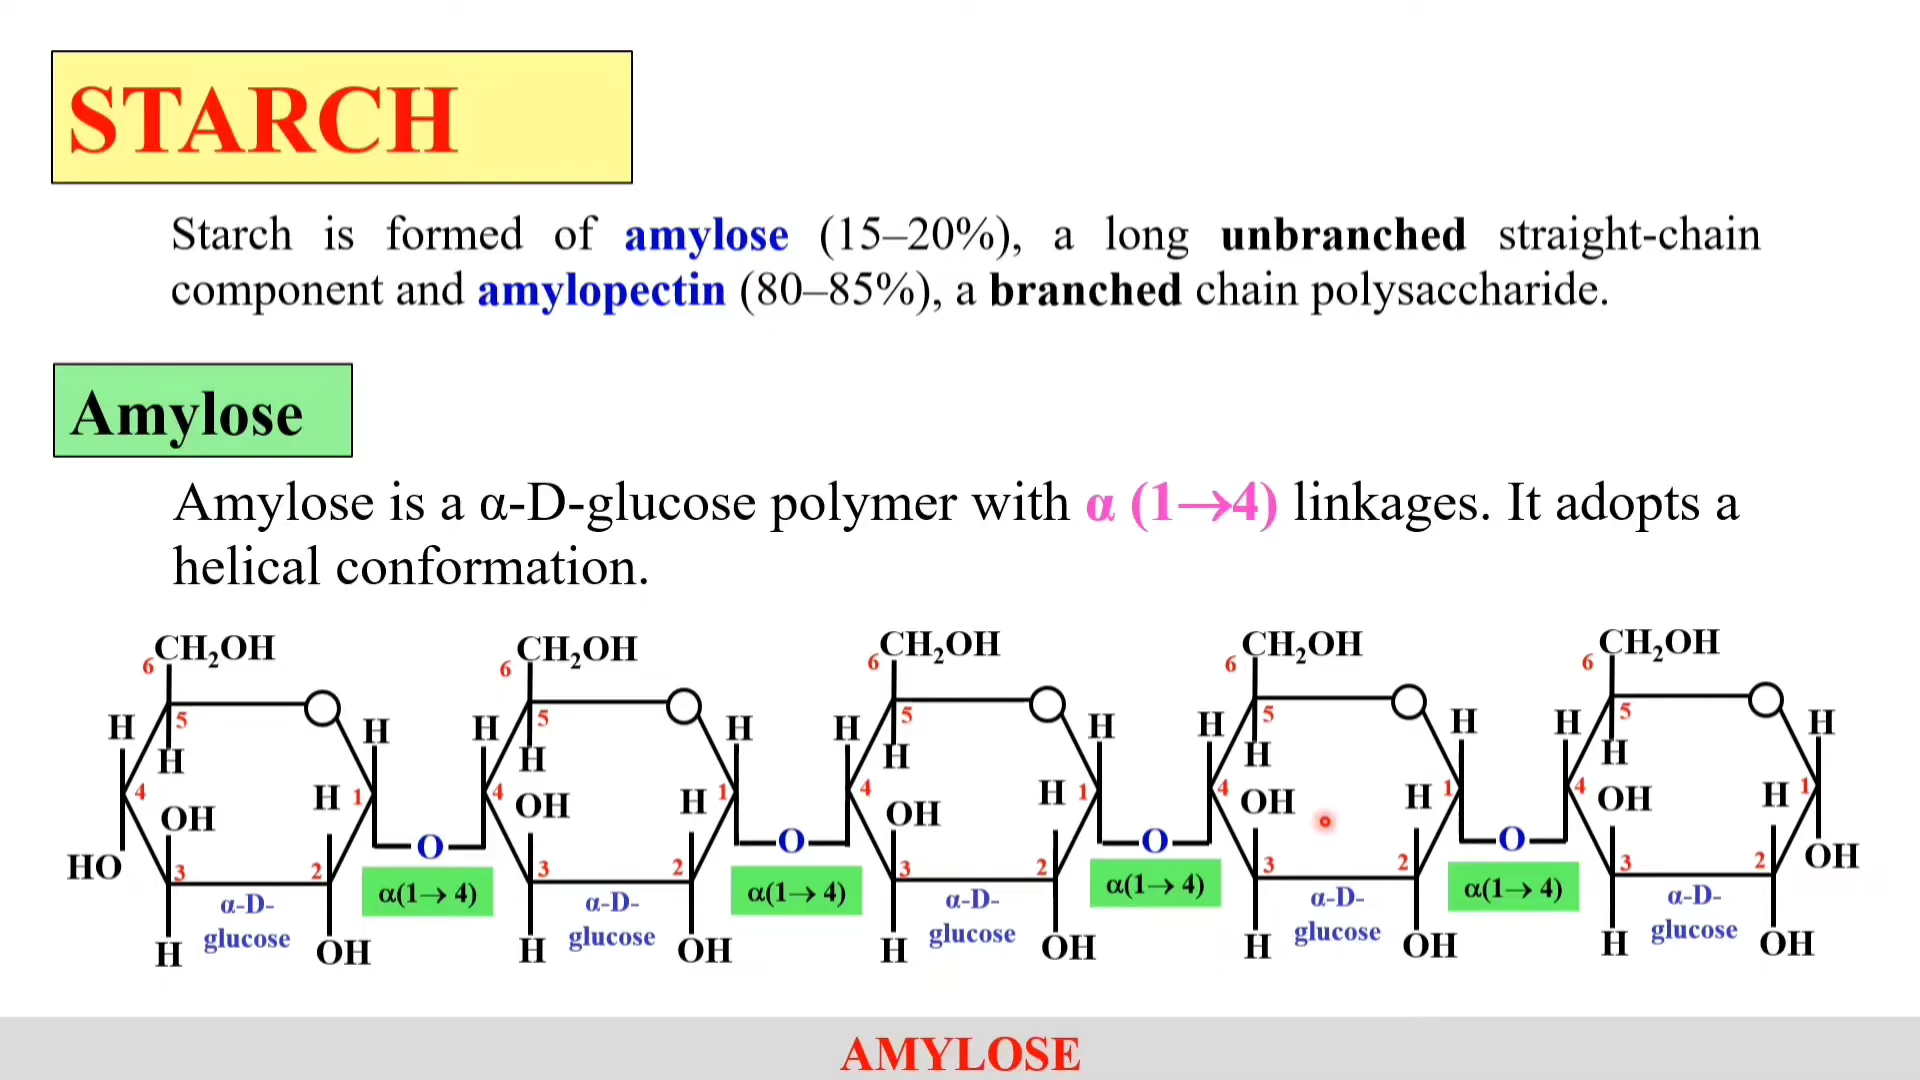 STARCH
Starch is formed of amylose (15–20%), a long unbranched straight-chain
component and amylopectin (80–85%), a branched chain polysaccharide.
Amylose
Amylose is a α-D-glucose polymer with α (1→4) linkages. It adopts a
helical conformation.
6 CH₂OH 6 CH₂OH 6 CH₂OH 6 CH₂OH 6 CH₂OH
H 5 H H 5 H H 5 H H 5 H H 5 H
H H H H H
4 H 1 4 H 1 4 H 1 4 H 1 4 H 1
OH OH OH OH OH
O O O O
HO 3 2 3 2 3 2 3 2 3 2 OH
α(1→ 4) α(1→ 4) α(1→ 4) α(1→ 4)
α-D- α-D- α-D- α-D- α-D-
glucose glucose glucose glucose glucose
H OH H OH H OH H OH H OH
AMYLOSE